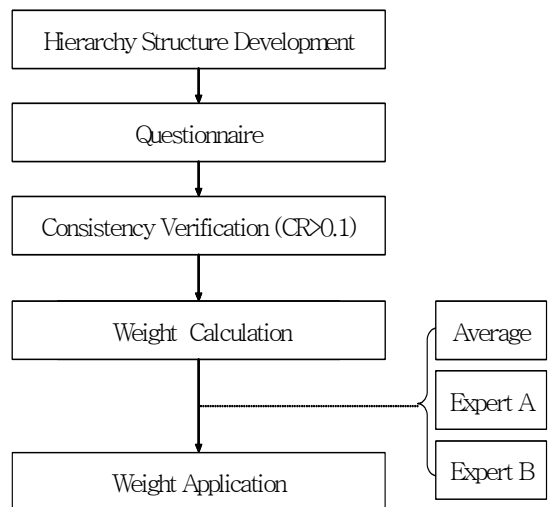 Hierarchy Structure Development
Questionnaire
Consistency Verification (CR>0.1)
Weight Calculation
Average
Expert A
Expert B
Weight Application